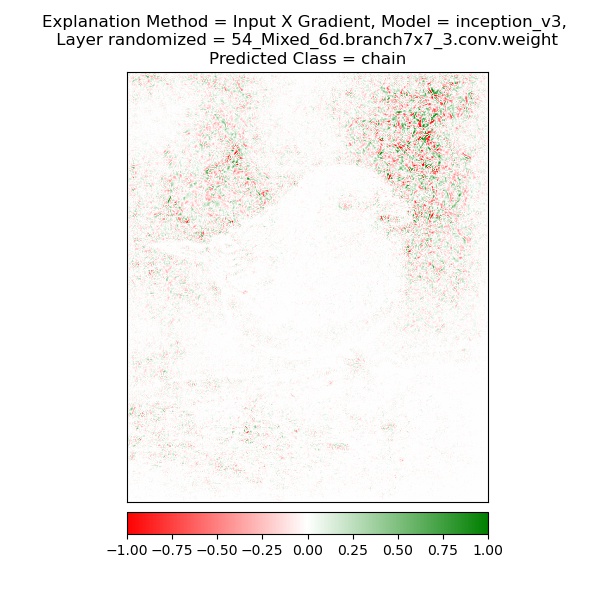 Explanation Method = Input X Gradient, Model = inception_v3,
Layer randomized = 54_Mixed_6d.branch7x7_3.conv.weight
Predicted Class = chain
−1.00 −0.75 −0.50 −0.25 0.00 0.25 0.50 0.75 1.00